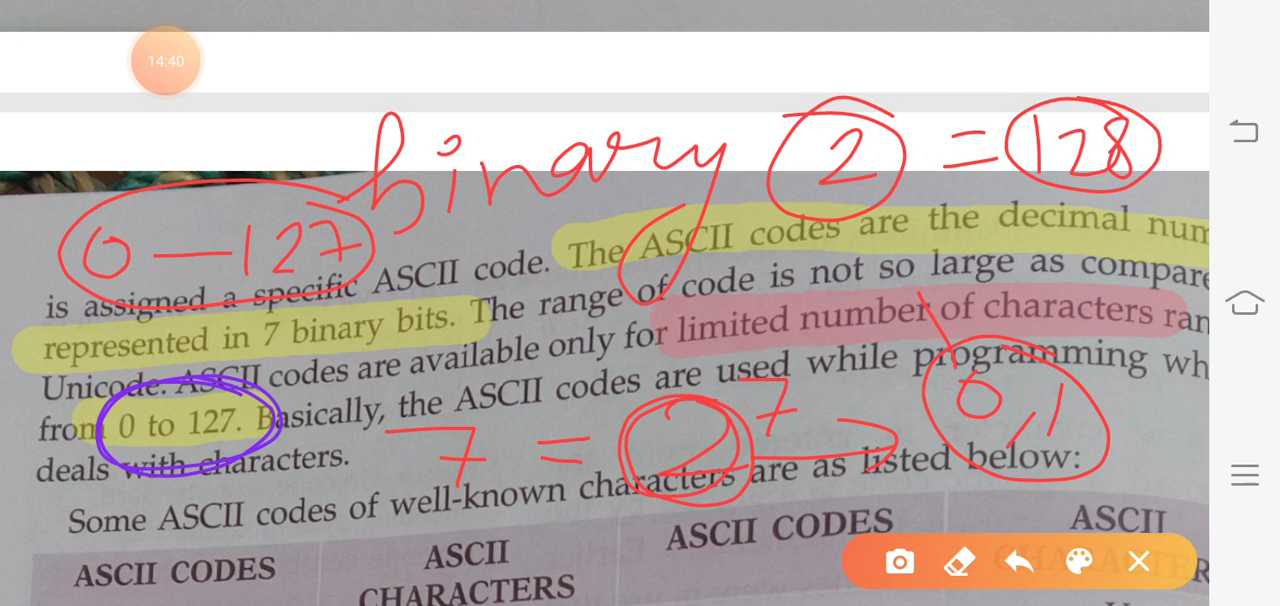 14:40
binary 2 = 128
0 - 127
is assigned a specific ASCII code. The ASCII codes are the decimal num
represented in 7 binary bits. The range of code is not so large as compare
Unicode. ASCII codes are available only for limited number of characters ran
from 0 to 127. Basically, the ASCII codes are used while programming wh
7 = 2 7 → 0,1
deals with characters.
Some ASCII codes of well-known characters are as listed below:
ASCII CODES
ASCII
CHARACTERS
ASCII CODES
ASCII